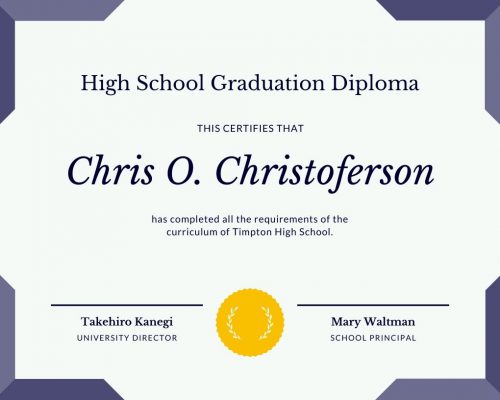 High School Graduation Diploma
THIS CERTIFIES THAT
Chris O. Christoferson
has completed all the requirements of the
curriculum of Timpton High School.
Takehiro Kanegi
UNIVERSITY DIRECTOR
Mary Waltman
SCHOOL PRINCIPAL